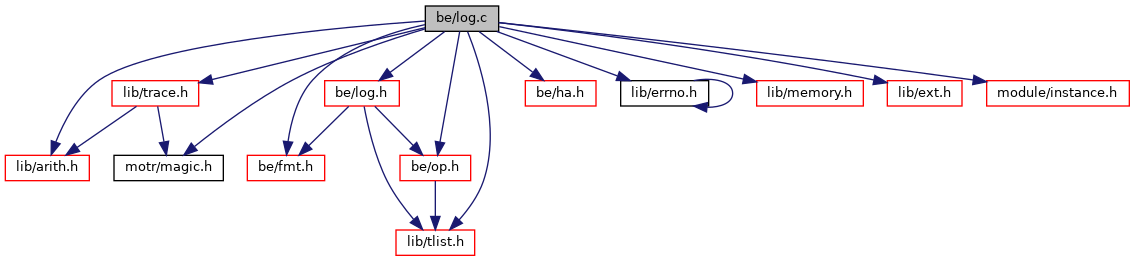 be/log.c
lib/trace.h
be/log.h
be/ha.h
lib/errno.h
lib/memory.h
lib/ext.h
module/instance.h
lib/arith.h
motr/magic.h
be/fmt.h
be/op.h
lib/tlist.h